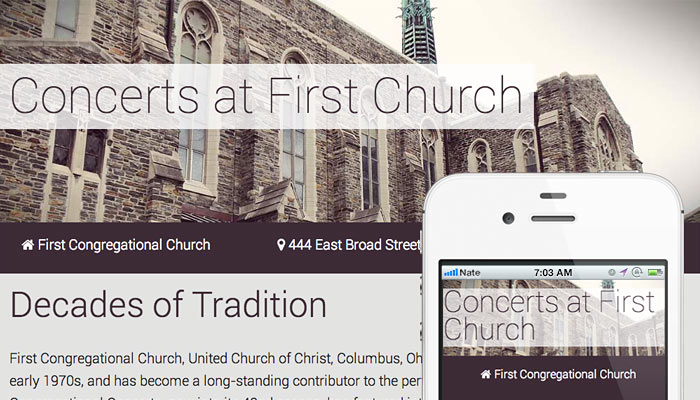 Concerts at First Church
First Congregational Church
444 East Broad Street
Decades of Tradition
First Congregational Church, United Church of Christ, Columbus, Oh
early 1970s, and has become a long-standing contributor to the per
Nate
7:03 AM
Concerts at First
Church
First Congregational Church